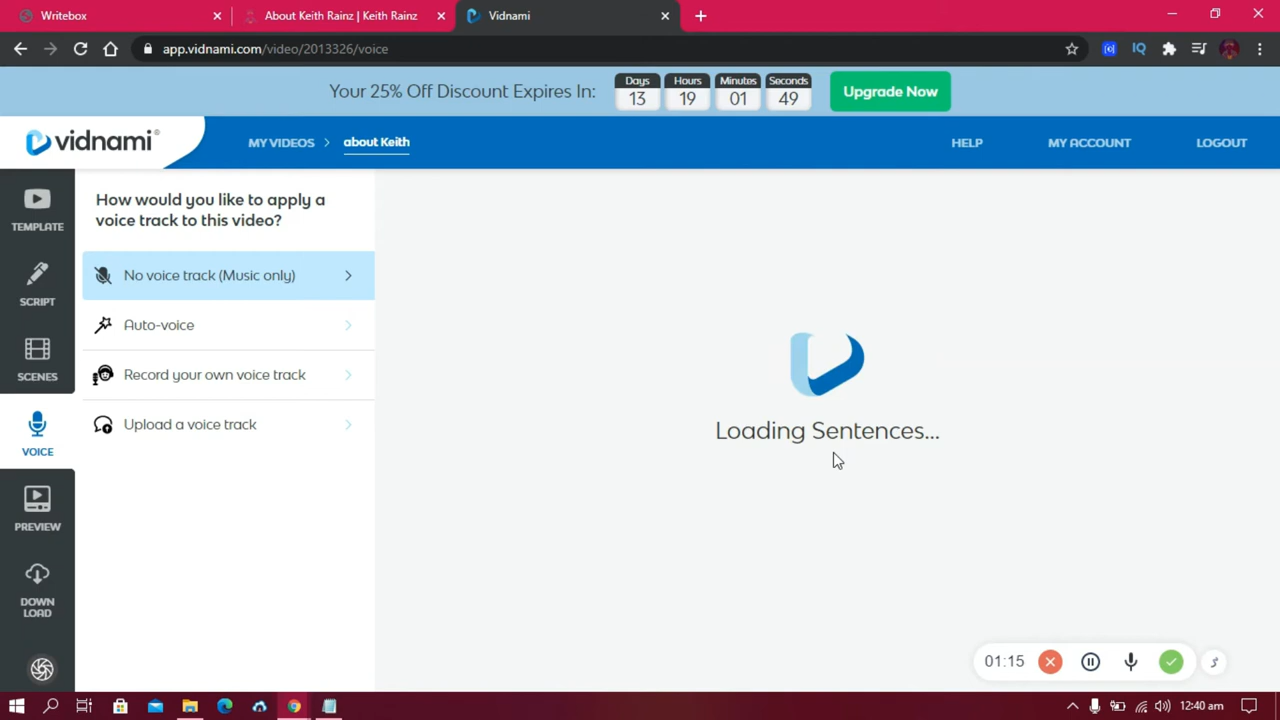 Writebox
About Keith Rainz | Keith Rainz
Vidnami
app.vidnami.com/video/2013326/voice
Your 25% Off Discount Expires In:
Days
13
Hours
19
Minutes
01
Seconds
49
Upgrade Now
vidnami®
MY VIDEOS
about Keith
HELP
MY ACCOUNT
LOGOUT
TEMPLATE
SCRIPT
SCENES
VOICE
PREVIEW
DOWN
LOAD
How would you like to apply a
voice track to this video?
No voice track (Music only)
Auto-voice
Record your own voice track
Upload a voice track
Loading Sentences...
01:15
12:40 am